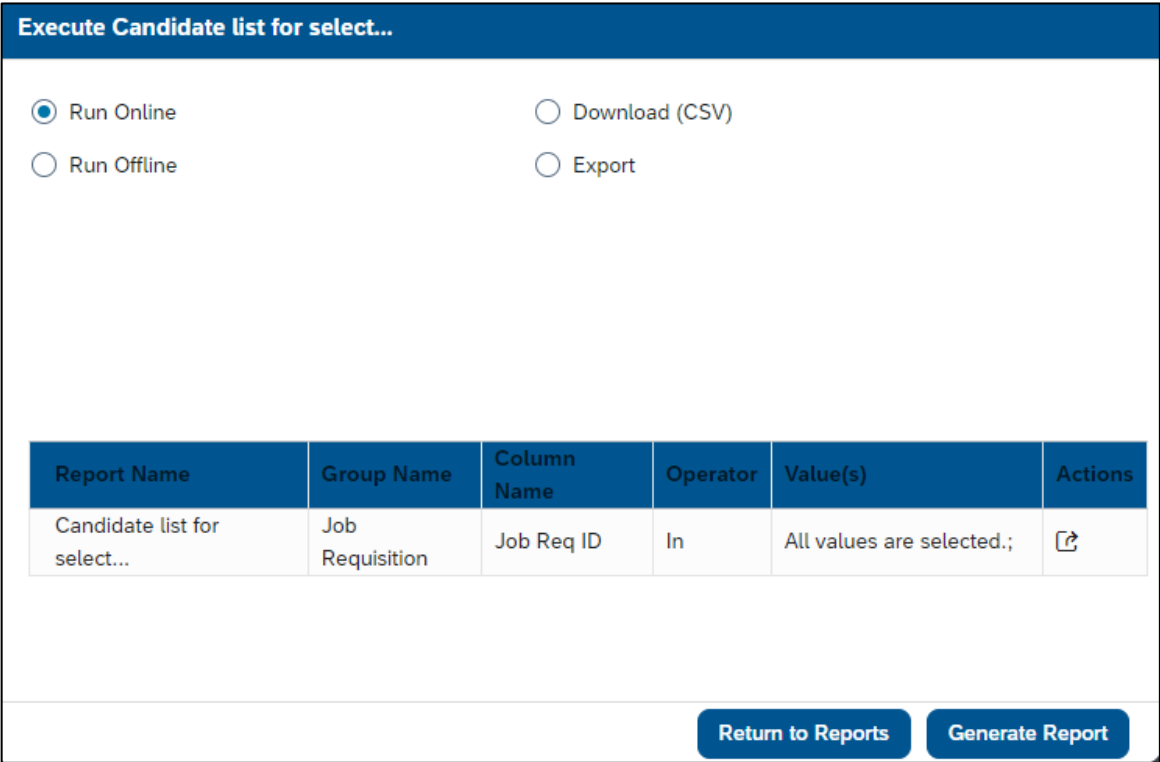 Execute Candidate list for select...
Run Online
Download (CSV)
Run Offline
Export
Report Name
Group Name
Column
Name
Operator
Value(s)
Actions
Candidate list for
select...
Job
Requisition
Job Req ID
In
All values are selected.;
Return to Reports
Generate Report